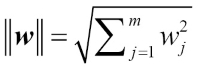 ‖w‖ = √(∑_{j=1}^{m} w_j^2)